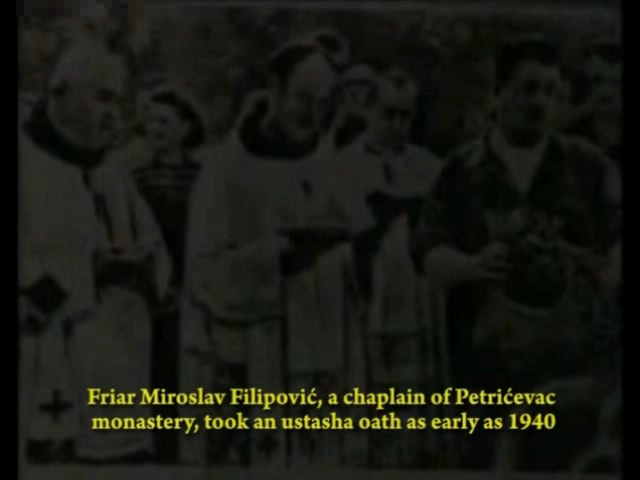 Friar Miroslav Filipović, a chaplain of Petrićevac
monastery, took an ustasha oath as early as 1940